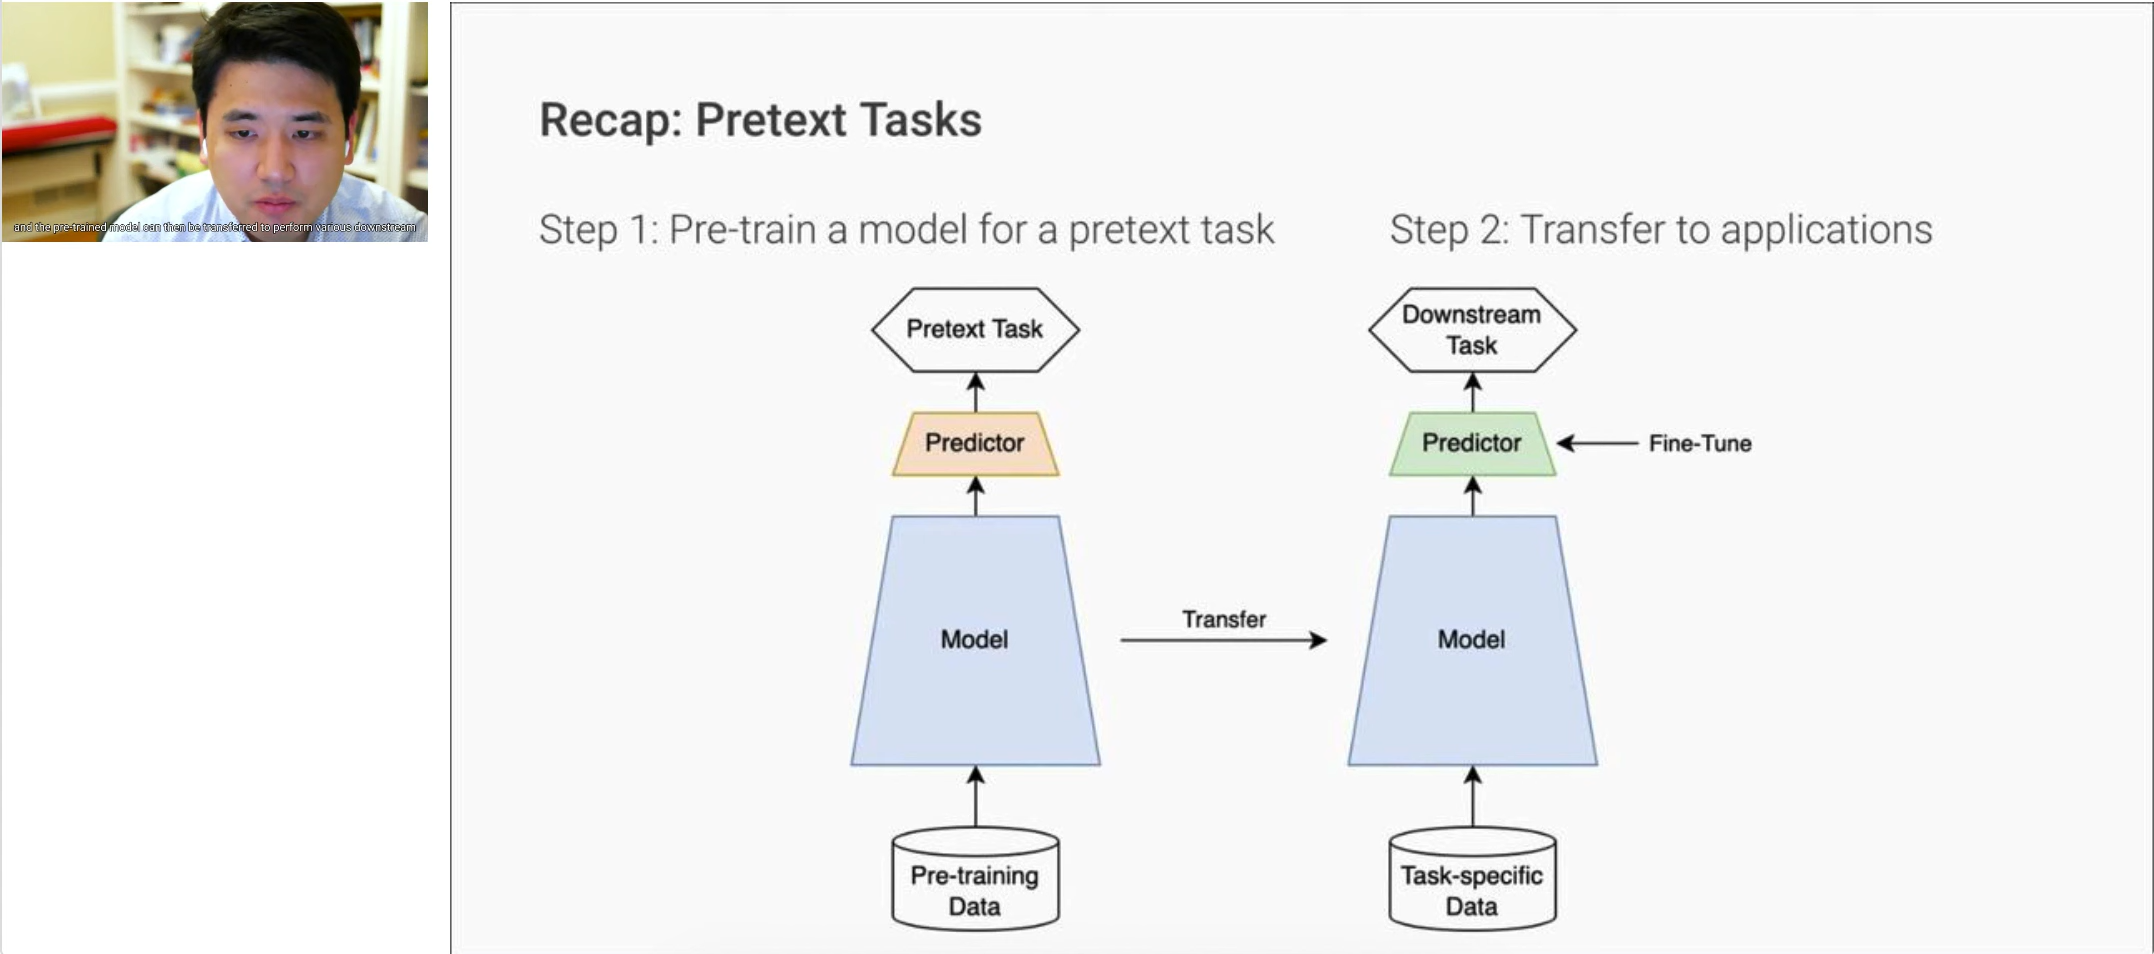 and the pre-trained model can then be transferred to perform various downstream
Recap: Pretext Tasks
Step 1: Pre-train a model for a pretext task
Step 2: Transfer to applications
Pretext Task
Predictor
Model
Pre-training
Data
Transfer
Downstream
Task
Predictor
Fine-Tune
Model
Task-specific
Data